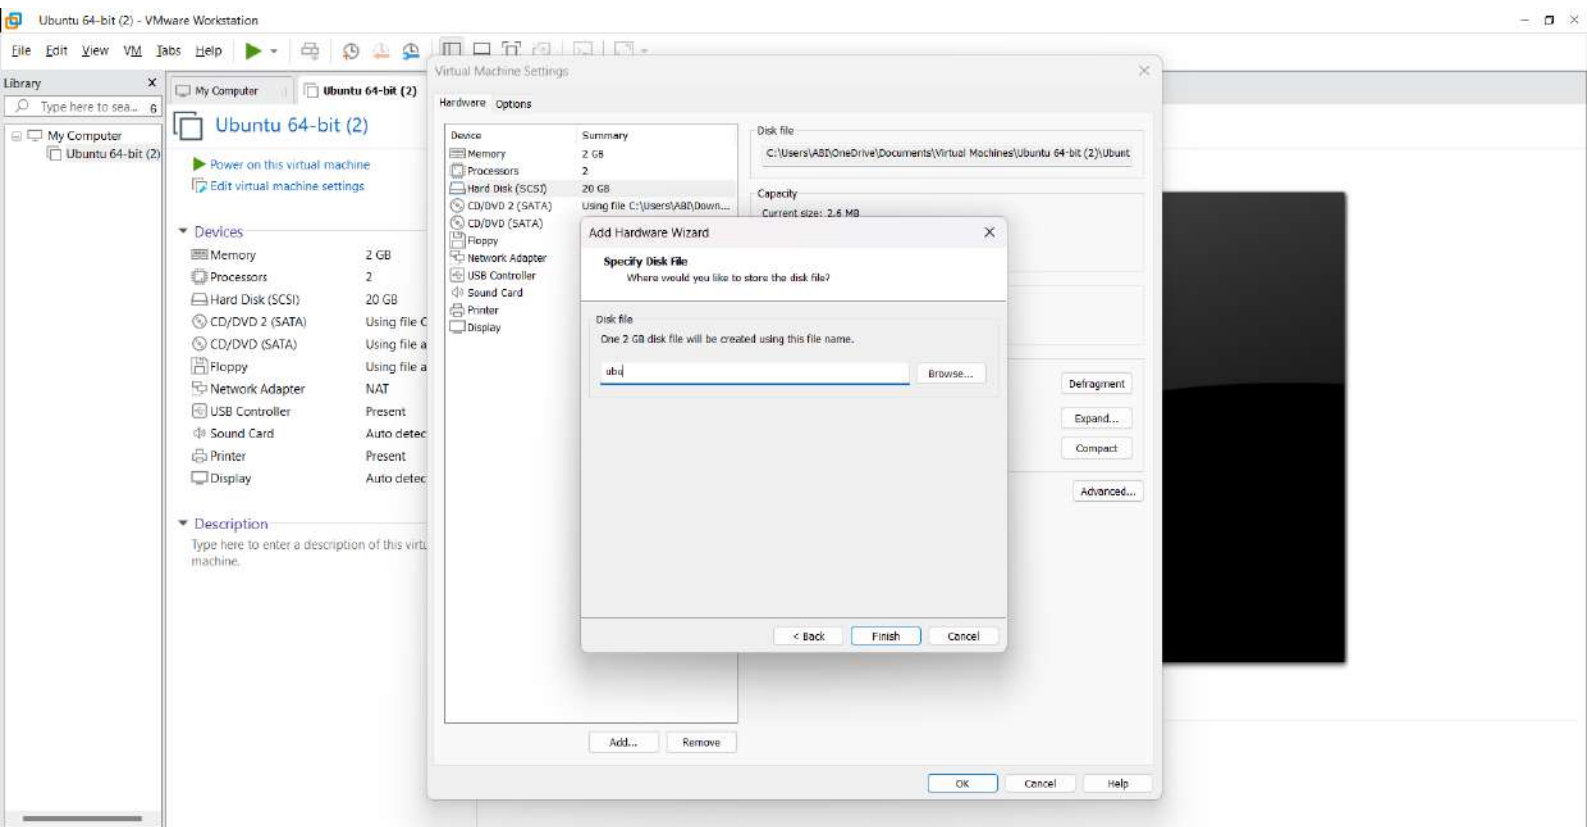 Ubuntu 64-bit (2) - VMware Workstation
File Edit View VM Tabs Help
Library X
Type here to sea... 6
My Computer
Ubuntu 64-bit (2)
My Computer
Ubuntu 64-bit (2)
Ubuntu 64-bit (2)
Power on this virtual machine
Edit virtual machine settings
Devices
Memory 2 GB
Processors 2
Hard Disk (SCSI) 20 GB
CD/DVD 2 (SATA) Using file C
CD/DVD (SATA) Using file a
Floppy Using file a
Network Adapter NAT
USB Controller Present
Sound Card Auto detec
Printer Present
Display Auto detec
Description
Type here to enter a description of this virtu
machine.
Virtual Machine Settings
Hardware Options
Device Summary
Memory 2 GB
Processors 2
Hard Disk (SCSI) 20 GB
CD/DVD 2 (SATA) Using file C:\Users\ABI\Down...
CD/DVD (SATA)
Floppy
Network Adapter
USB Controller
Sound Card
Printer
Display
Add... Remove
Disk file
C:\Users\ABI\OneDrive\Documents\Virtual Machines\Ubuntu 64-bit (2)\Ubunt
Capacity
Current size: 2.6 MB
Defragment
Expand...
Compact
Advanced...
Add Hardware Wizard
Specify Disk File
Where would you like to store the disk file?
Disk file
One 2 GB disk file will be created using this file name.
ubu
Browse...
< Back Finish Cancel
OK Cancel Help